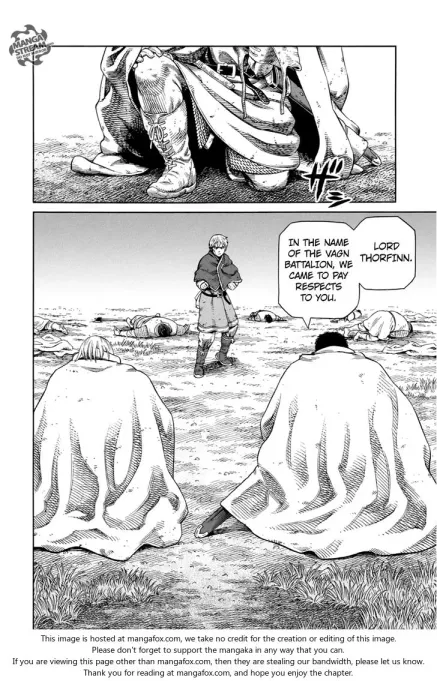 MANGA
STREAM
ザッ
LORD
THORFINN.
IN THE NAME
OF THE VAGN
BATTALION, WE
CAME TO PAY
RESPECTS
TO YOU.
This image is hosted at mangafox.com, we take no credit for the creation or editing of this image.
Please don't forget to support the mangaka in any way that you can.
If you are viewing this page other than mangafox.com, then they are stealing our bandwidth, please let us know.
Thank you for reading at mangafox.com, and hope you enjoy the chapter.